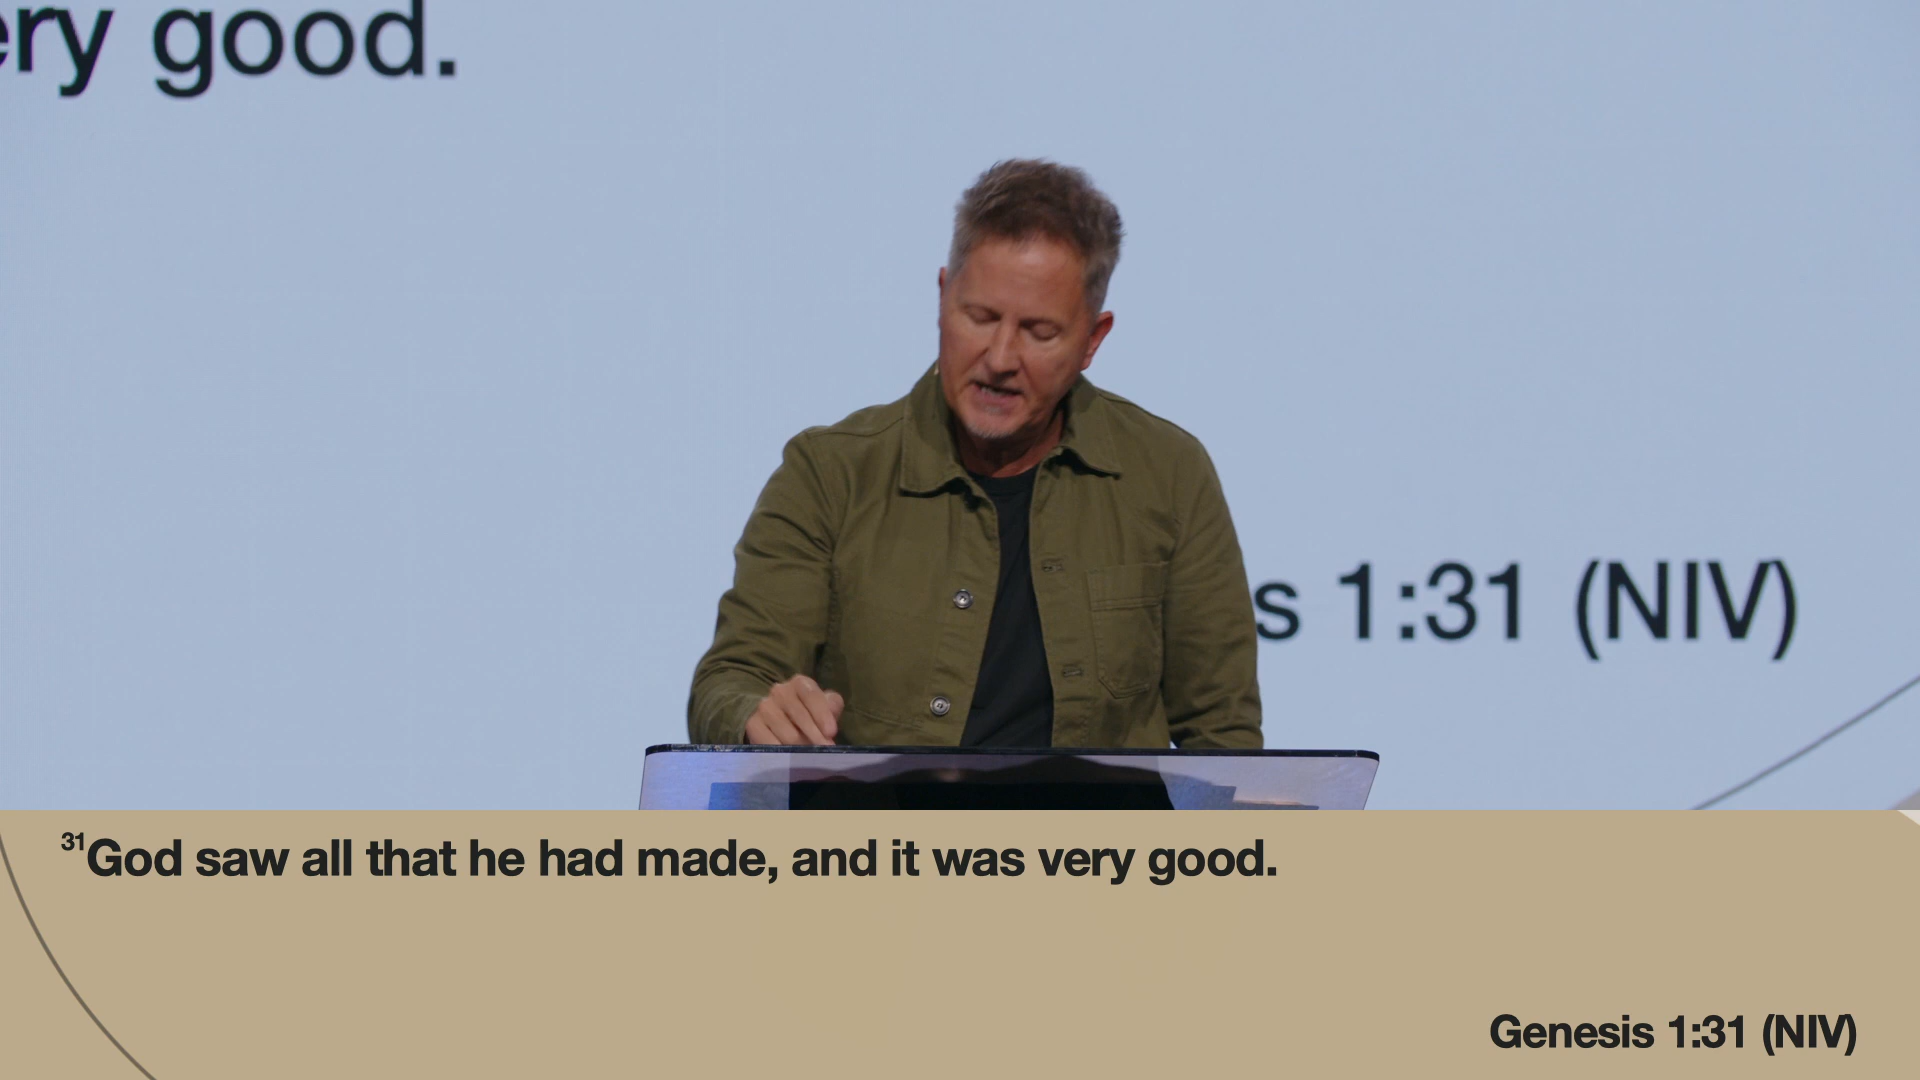 ery good.
s 1:31 (NIV)
31God saw all that he had made, and it was very good.
Genesis 1:31 (NIV)